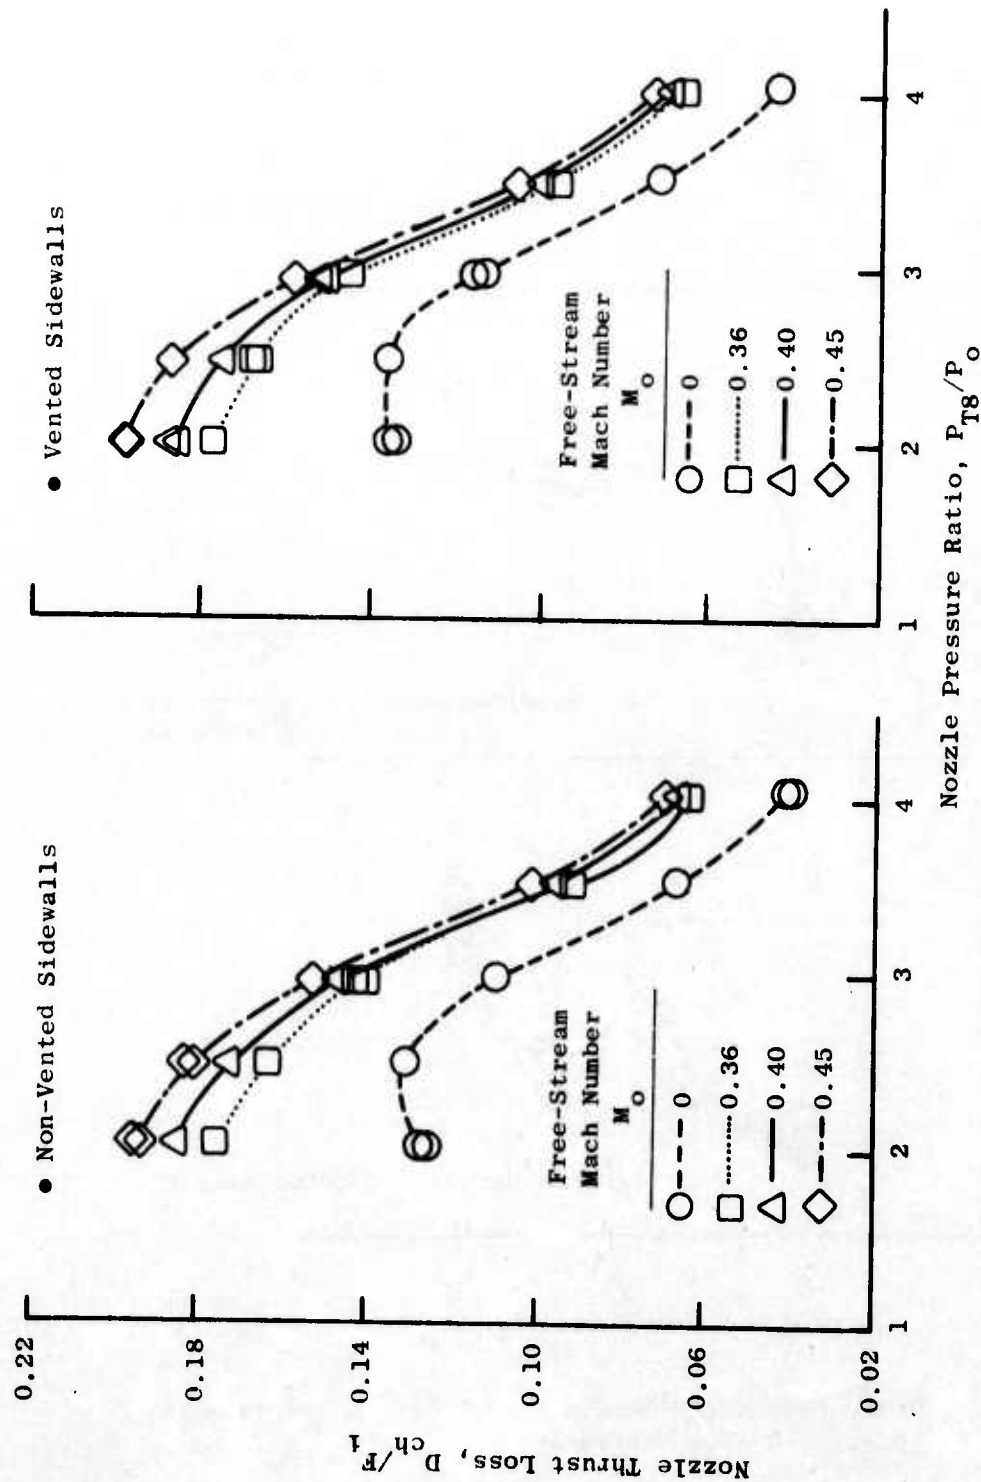 ● Non-Vented Sidewalls
● Vented Sidewalls
Nozzle Thrust Loss, D_ch/F_i
0.22
0.18
0.14
0.10
0.06
0.02
1
2
3
4
Free-Stream
Mach Number
M_o
0
0.36
0.40
0.45
1
2
3
4
Free-Stream
Mach Number
M_o
0
0.36
0.40
0.45
Nozzle Pressure Ratio, P_T8/P_o